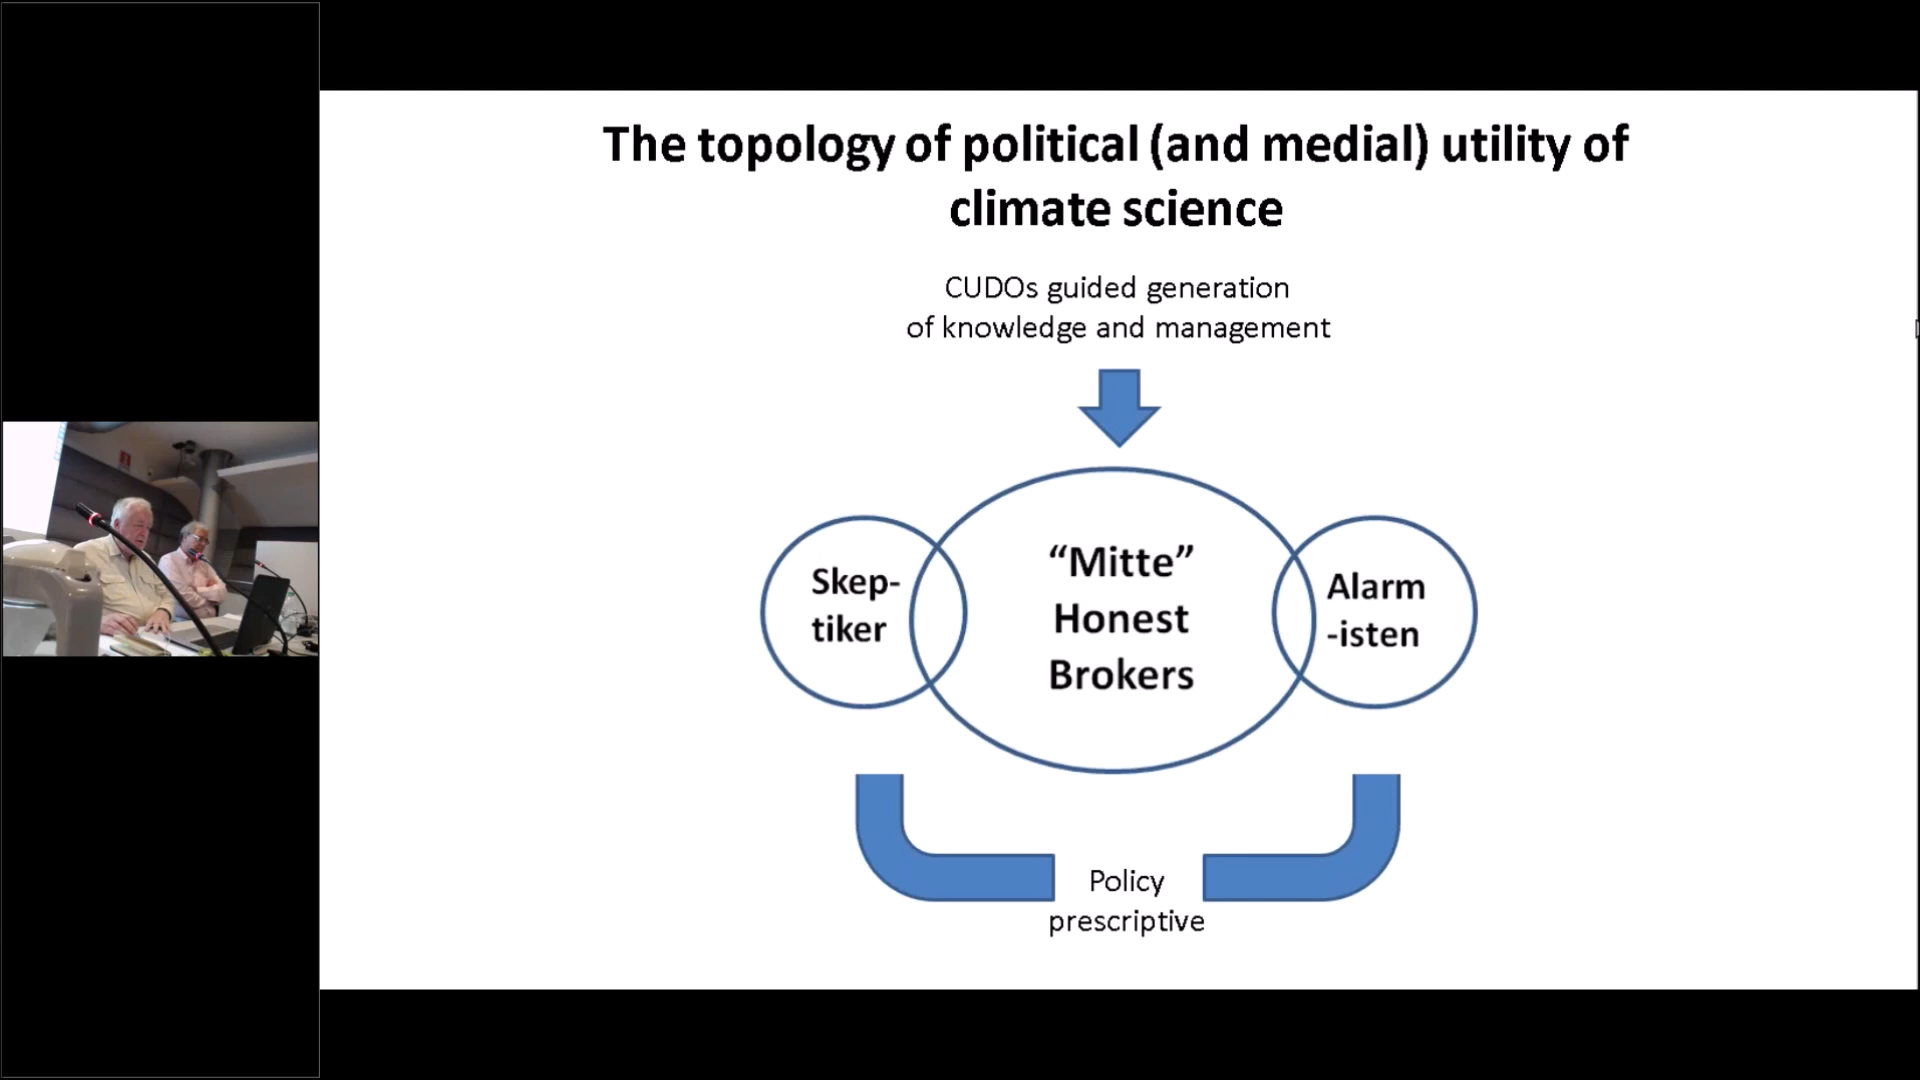 The topology of political (and medial) utility of
climate science
CUDOs guided generation
of knowledge and management
Skep-
tiker
“Mitte”
Honest
Brokers
Alarm
-isten
Policy
prescriptive